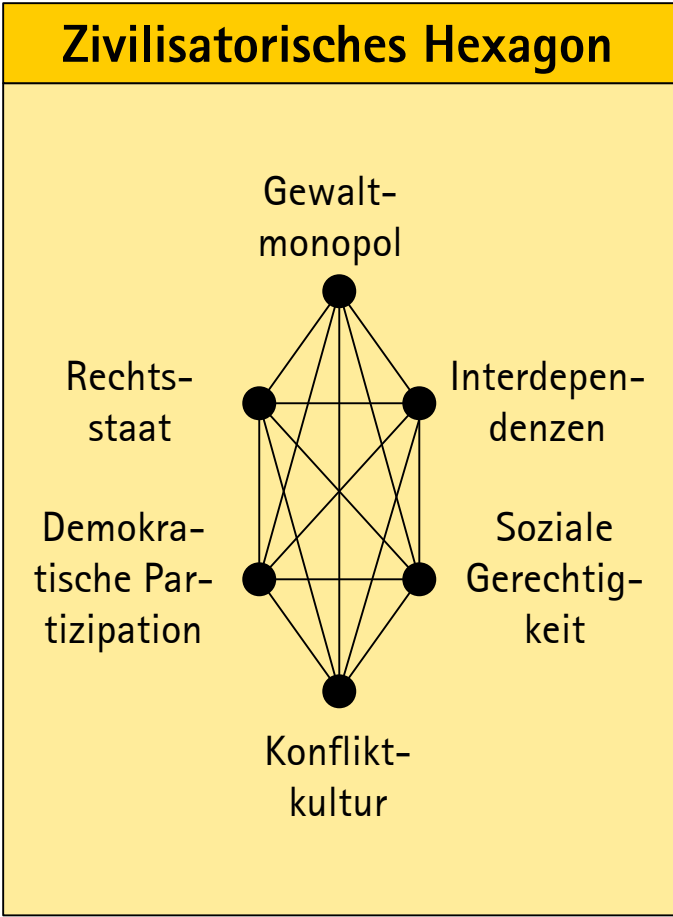 Zivilisatorisches Hexagon
Gewalt-
monopol
Rechts-
staat
Interdepen-
denzen
Demokra-
tische Par-
tizipation
Soziale
Gerechtig-
keit
Konflikt-
kultur